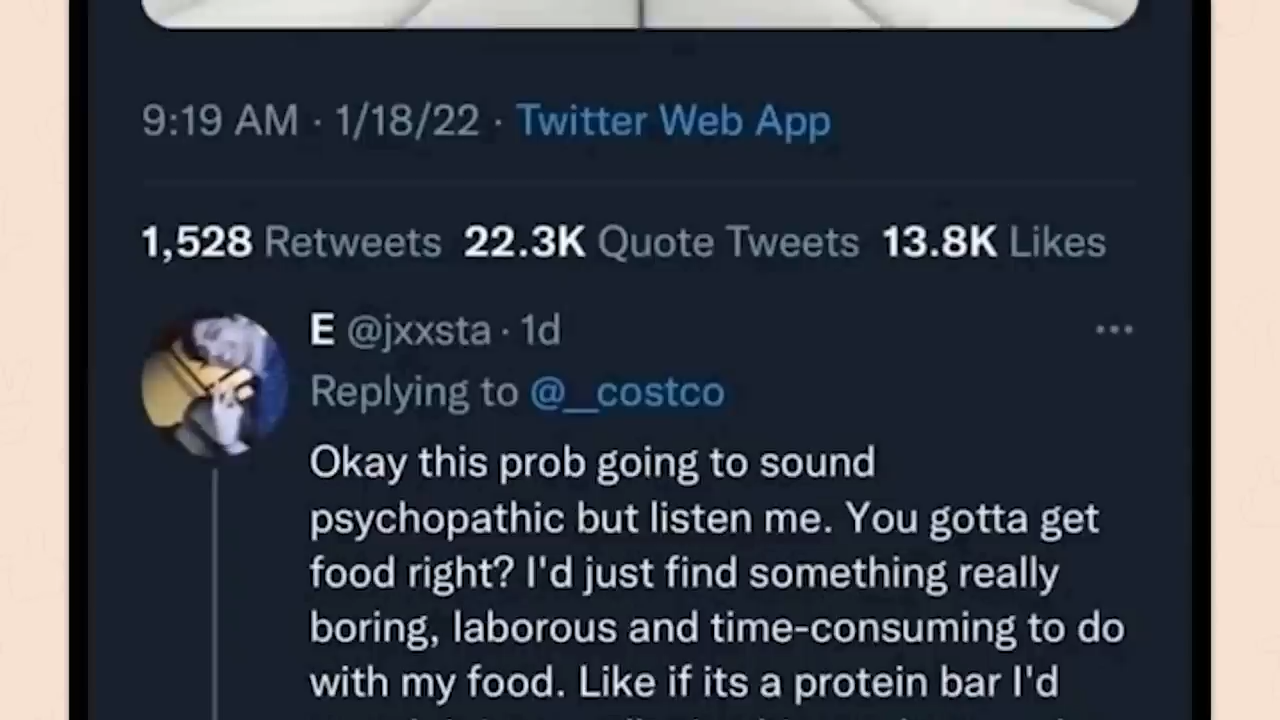 9:19 AM · 1/18/22 · Twitter Web App
1,528 Retweets 22.3K Quote Tweets 13.8K Likes
E @jxxsta · 1d
Replying to @__costco
Okay this prob going to sound
psychopathic but listen me. You gotta get
food right? I'd just find something really
boring, laborous and time-consuming to do
with my food. Like if its a protein bar I'd